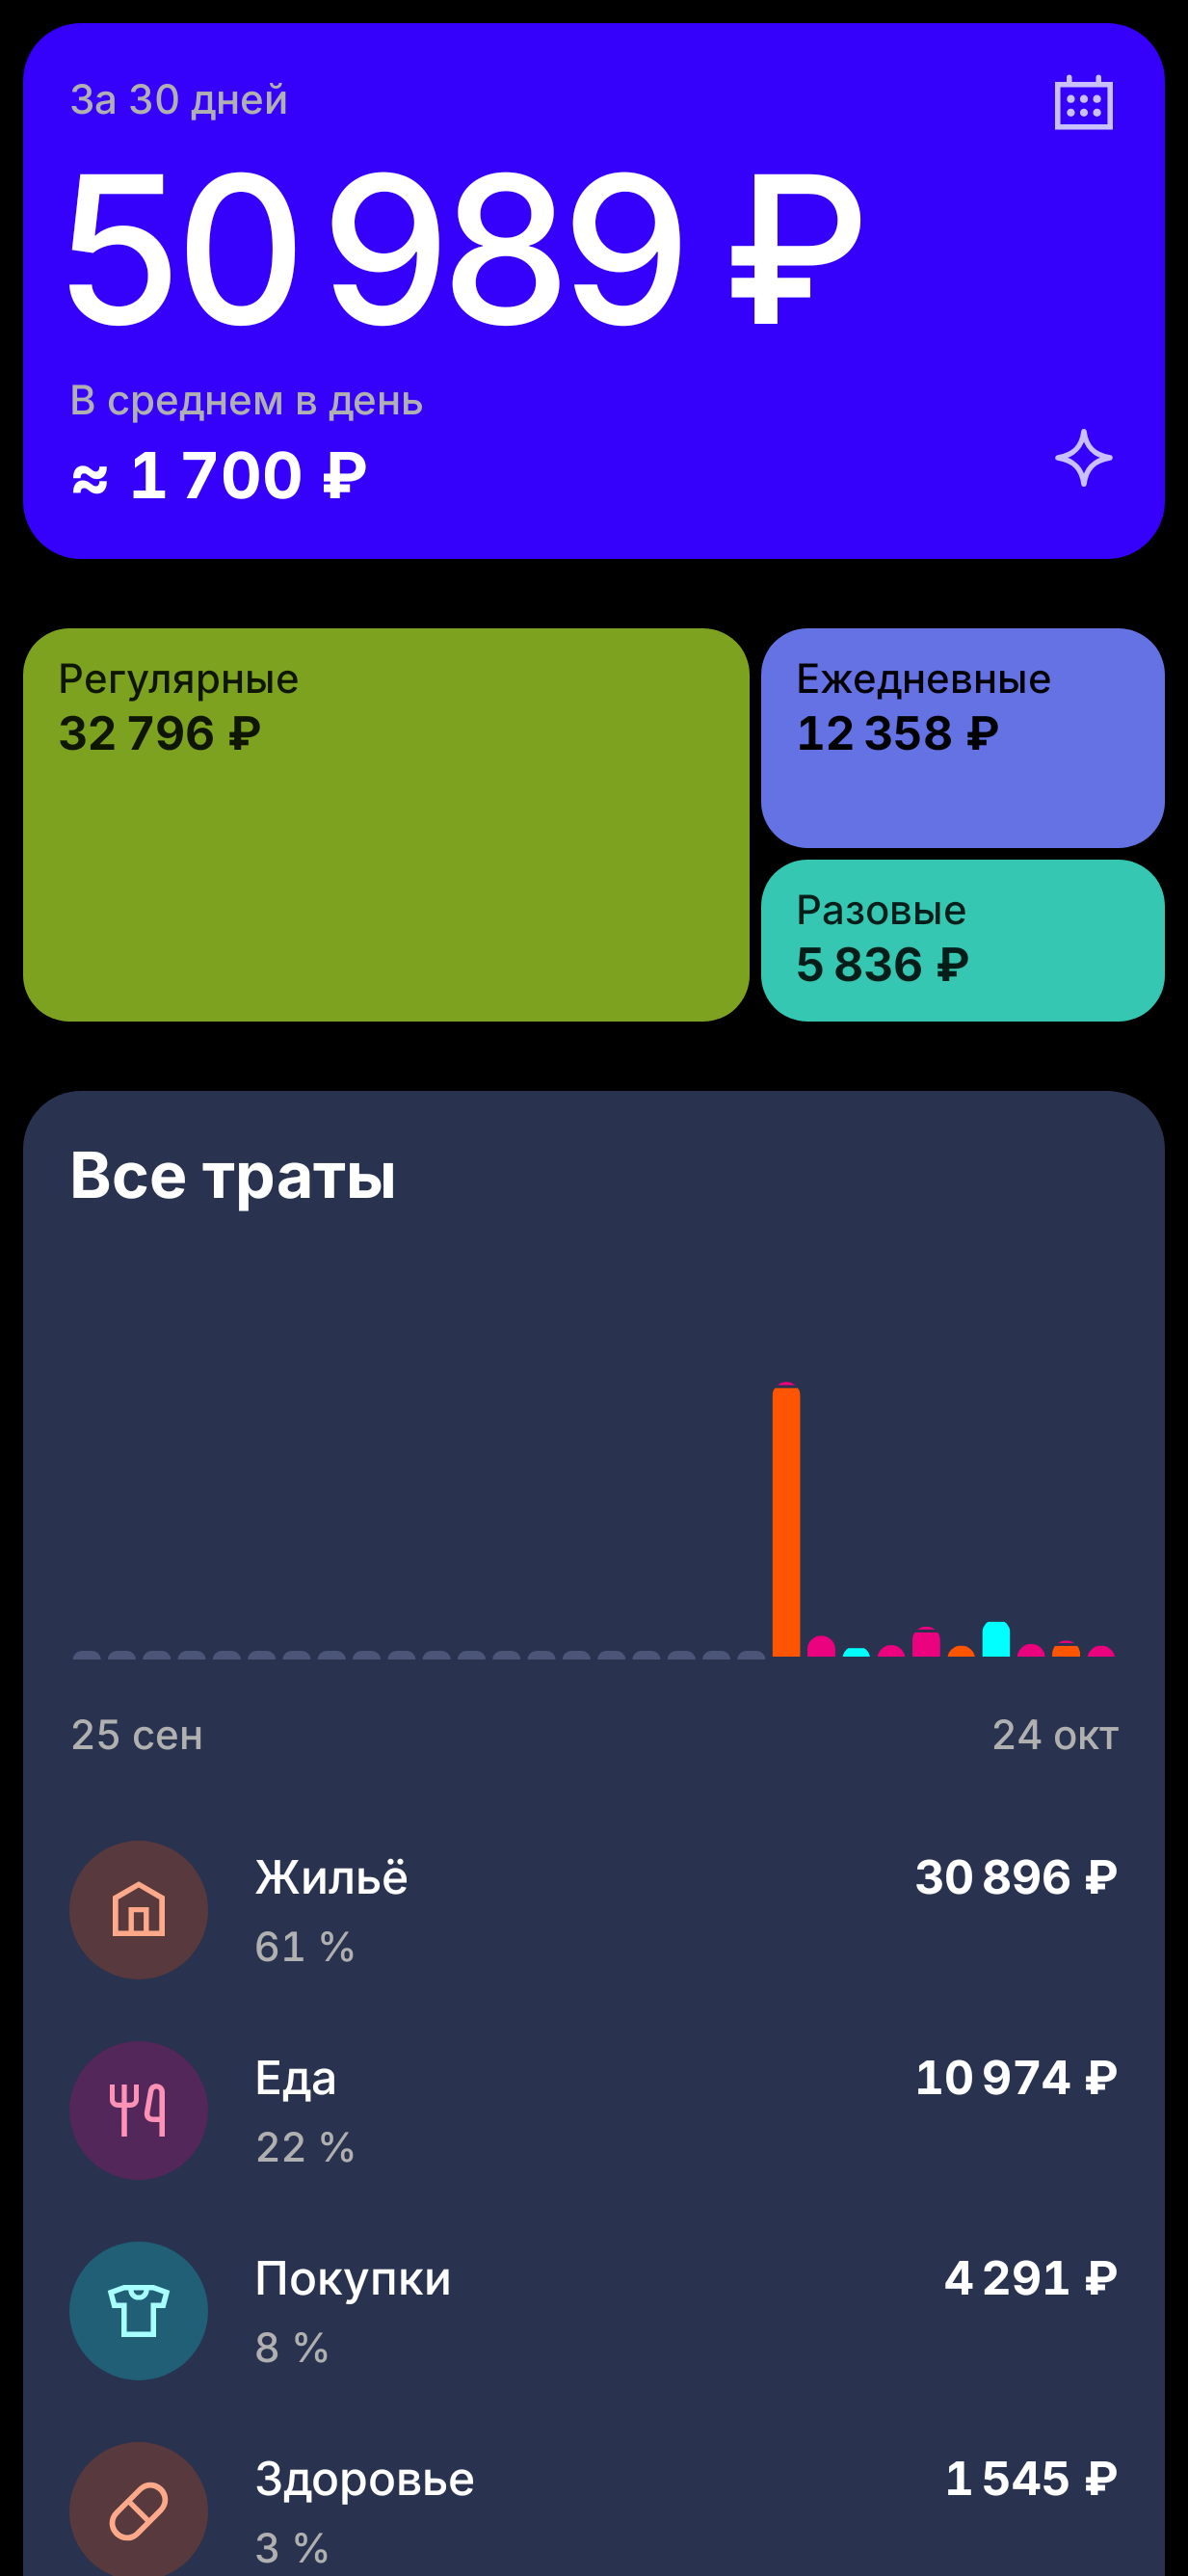 За 30 дней
50 989 ₽
В среднем в день
≈ 1 700 ₽
Регулярные
32 796 ₽
Ежедневные
12 358 ₽
Разовые
5 836 ₽
Все траты
25 сен
24 окт
Жильё
30 896 ₽
61 %
Еда
10 974 ₽
22 %
Покупки
4 291 ₽
8 %
Здоровье
1 545 ₽
3 %